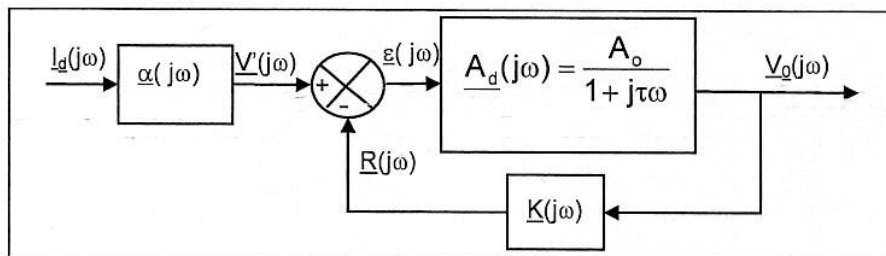 I_d(jω)
α( jω)
V'(jω)
+
-
ε( jω)
A_d(jω) = A_o / (1 + jτω)
V_0(jω)
R(jω)
K(jω)